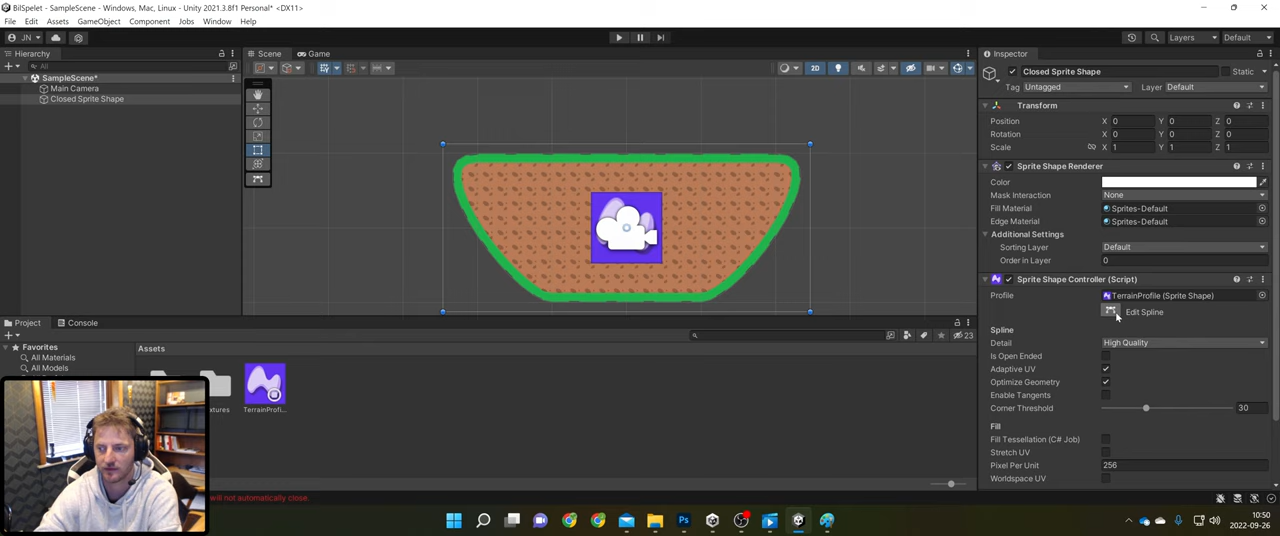 BilSpelet - SampleScene - Windows, Mac, Linux - Unity 2021.3.8f1 Personal* <DX11>
File Edit Assets GameObject Component Jobs Window Help
JN Layers Default
Hierarchy Scene Game Inspector
All 2D Closed Sprite Shape Static
SampleScene* Tag Untagged Layer Default
Main Camera
Closed Sprite Shape
Transform
Position X 0 Y 0 Z 0
Rotation X 0 Y 0 Z 0
Scale X 1 Y 1 Z 1
Sprite Shape Renderer
Color
Mask Interaction None
Fill Material Sprites-Default
Edge Material Sprites-Default
Additional Settings
Sorting Layer Default
Order in Layer 0
Sprite Shape Controller (Script)
Profile TerrainProfile (Sprite Shape)
Edit Spline
Spline
Detail High Quality
Is Open Ended
Adaptive UV
Optimize Geometry
Enable Tangents
Corner Threshold 30
Fill
Fill Tessellation (C# Job)
Stretch UV
Pixel Per Unit 256
Worldspace UV
Project Console
23
Favorites Assets
All Materials
All Models
extures TerrainProfi...
will not automatically close.
10:50
2022-09-26